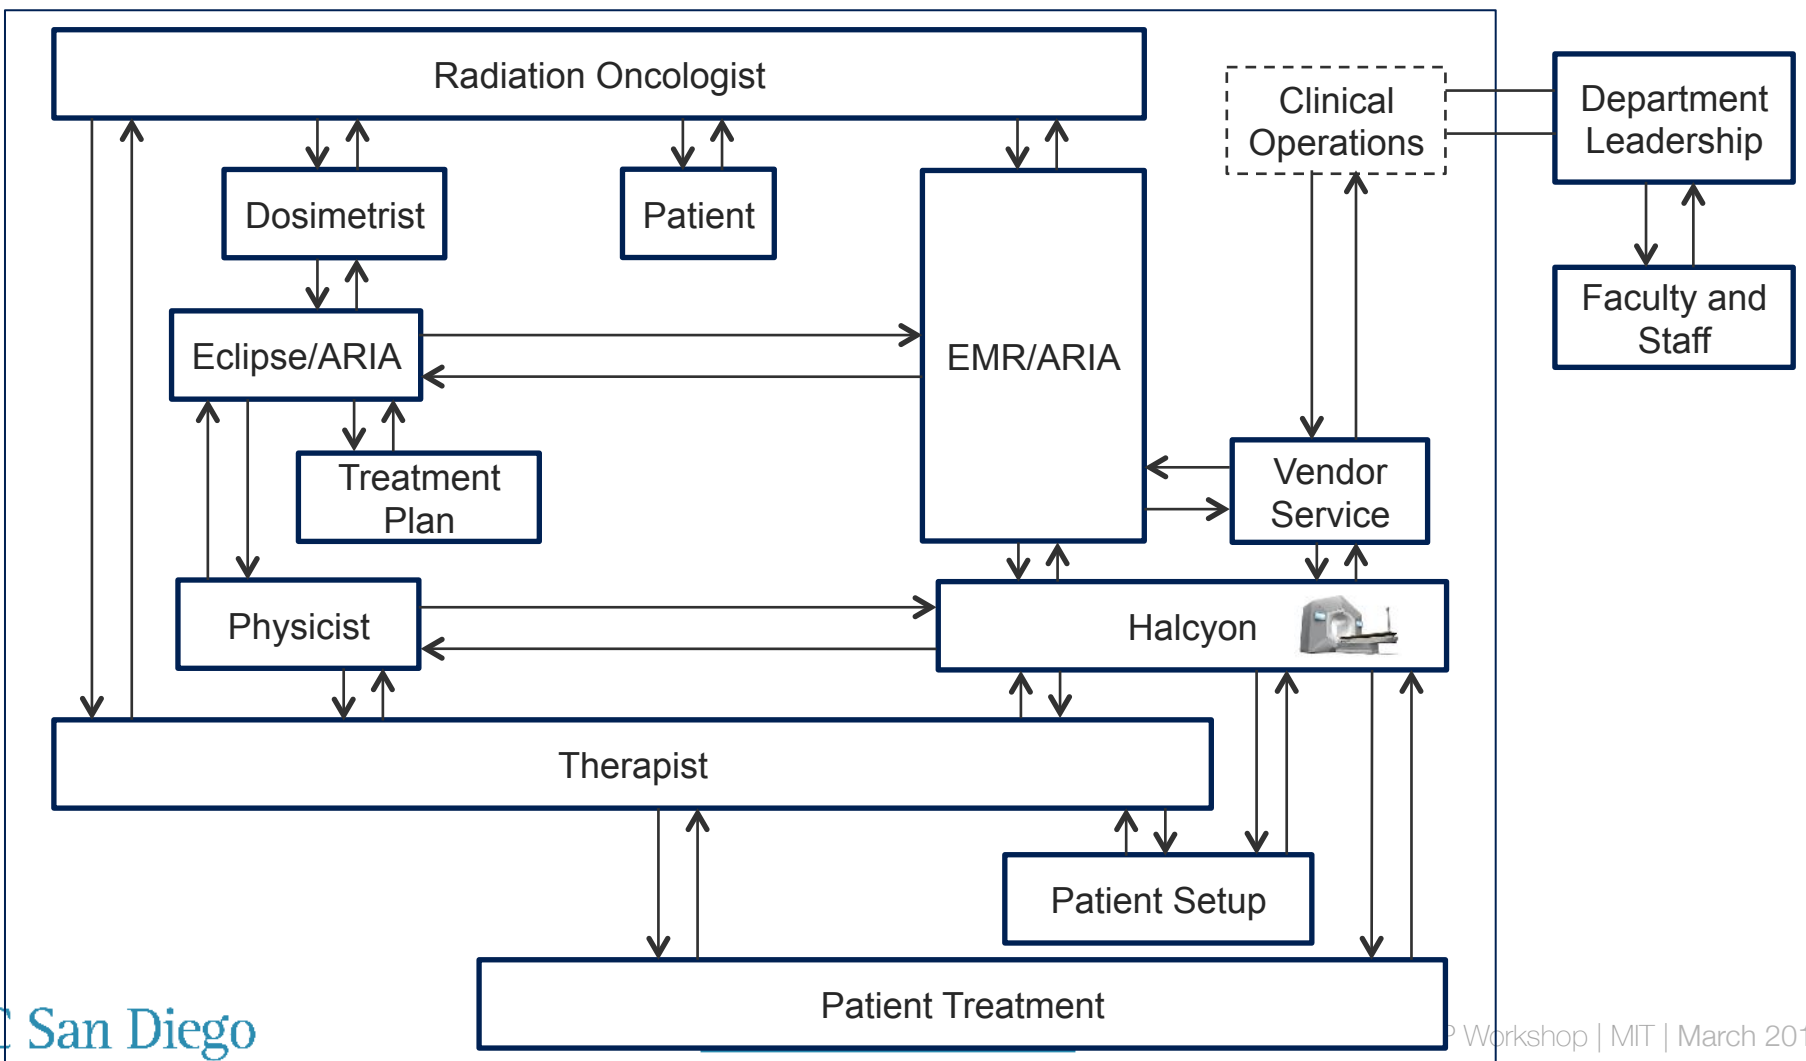 Radiation Oncologist
Clinical
Operations
Department
Leadership
Dosimetrist
Patient
Faculty and
Staff
Eclipse/ARIA
EMR/ARIA
Treatment
Plan
Vendor
Service
Physicist
Halcyon
Therapist
Patient Setup
Patient Treatment
San Diego
Workshop | MIT | March 201